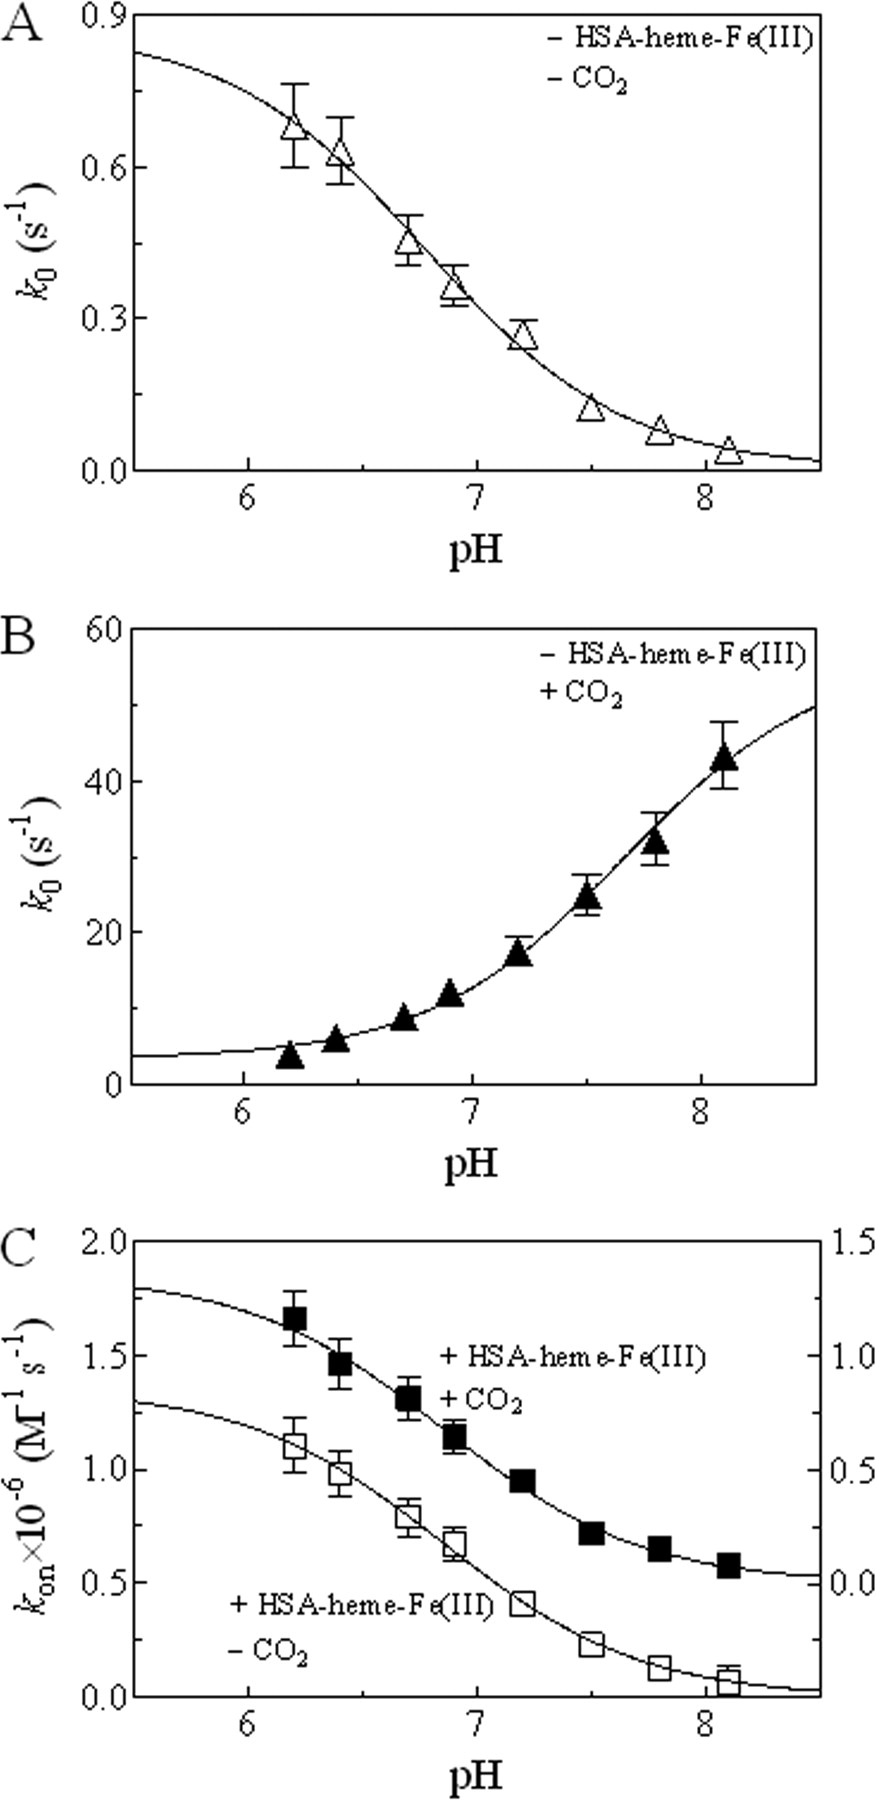 A
0.9
− HSA-heme-Fe(III)
− CO2
0.6
k0 (s-1)
0.3
0.0
6 7 8
pH
B
60
− HSA-heme-Fe(III)
+ CO2
40
k0 (s-1)
20
0
6 7 8
pH
C
2.0 1.5
1.5 + HSA-heme-Fe(III) 1.0
+ CO2
kon×10-6 (M-1 s-1)
1.0 0.5
0.5 0.0
+ HSA-heme-Fe(III)
− CO2
0.0
6 7 8
pH